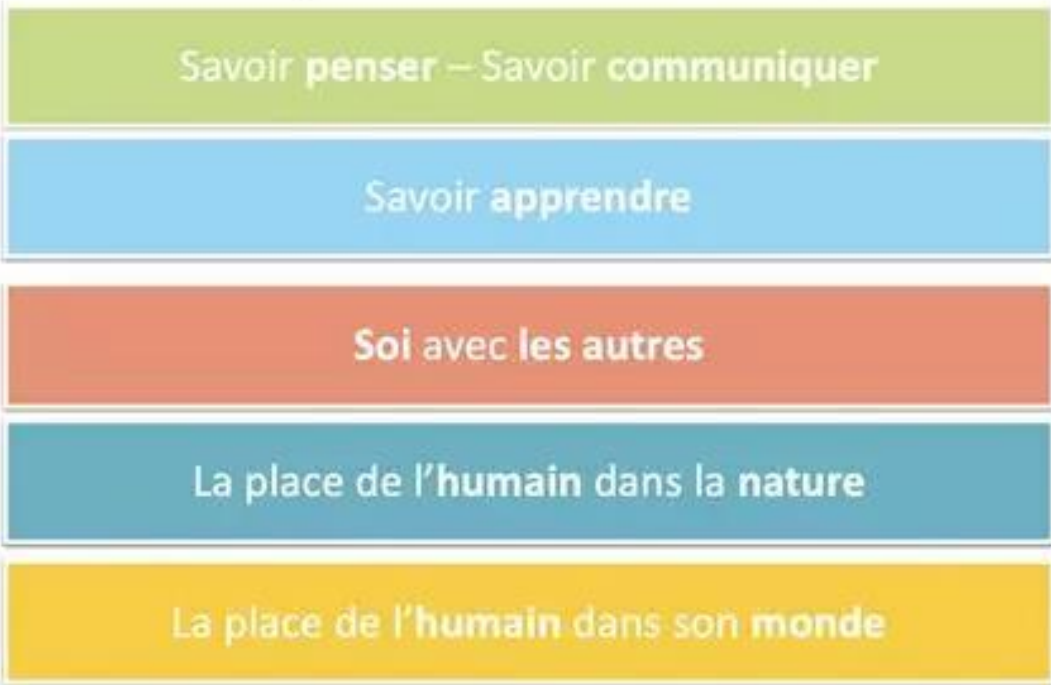 Savoir penser – Savoir communiquer
Savoir apprendre
Soi avec les autres
La place de l’humain dans la nature
La place de l’humain dans son monde